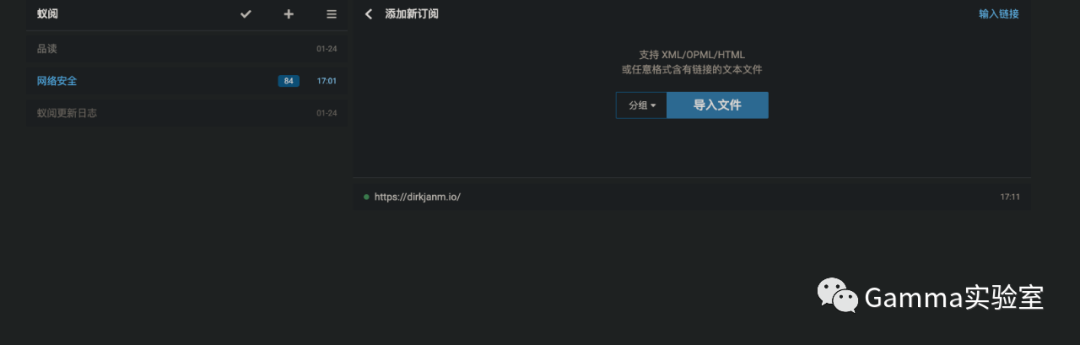 蚁阅
添加新订阅
输入链接
品读
01-24
网络安全
84
17:01
蚁阅更新日志
01-24
支持 XML/OPML/HTML
或任意格式含有链接的文本文件
分组
导入文件
https://dirkjanm.io/
17:11
Gamma实验室